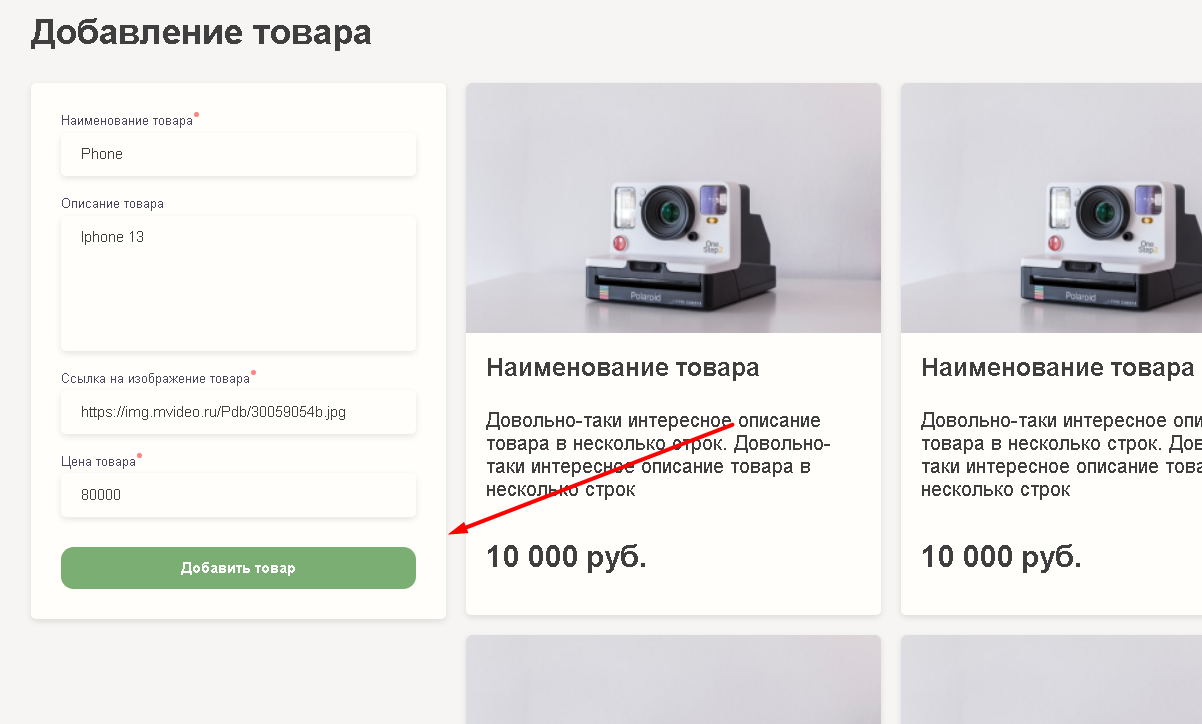 Добавление товара
Наименование товара
Phone
Описание товара
Iphone 13
Ссылка на изображение товара
https://img.mvideo.ru/Pdb/30059054b.jpg
Цена товара
80000
Добавить товар
OneStep2
Polaroid
Наименование товара
Довольно-таки интересное описание
товара в несколько строк. Довольно-
таки интересное описание товара в
несколько строк
10 000 руб.
One
Step2
Polaroid
Наименование товара
Довольно-таки интересное опи
товара в несколько строк. Дов
таки интересное описание това
несколько строк
10 000 руб.